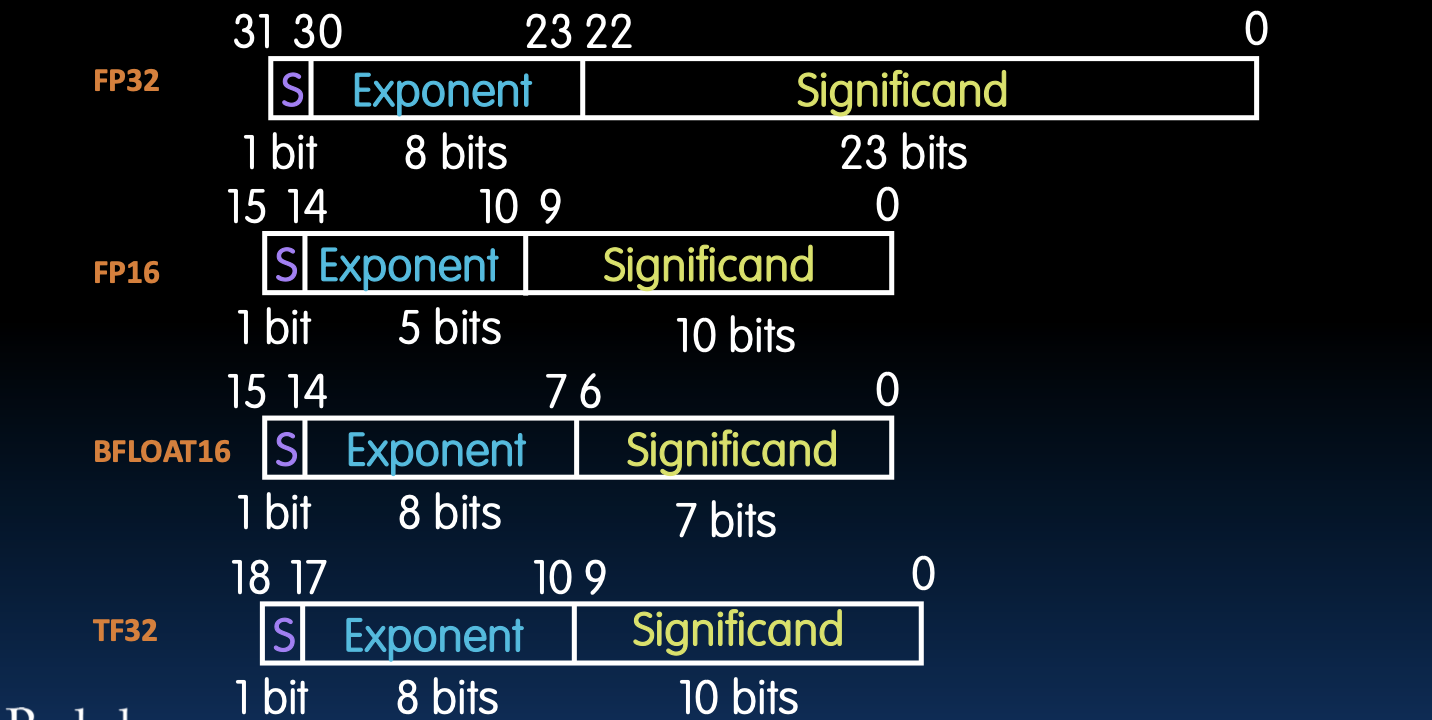 31 30 23 22 0
FP32 S Exponent Significand
1 bit 8 bits 23 bits
15 14 10 9 0
FP16 S Exponent Significand
1 bit 5 bits 10 bits
15 14 7 6 0
BFLOAT16 S Exponent Significand
1 bit 8 bits 7 bits
18 17 10 9 0
TF32 S Exponent Significand
1 bit 8 bits 10 bits